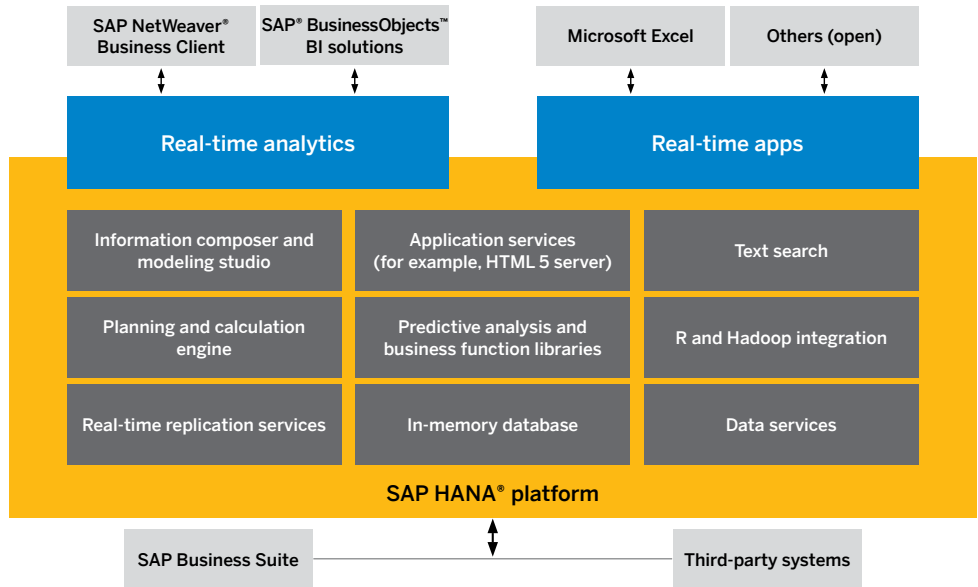 SAP NetWeaver®
Business Client
SAP® BusinessObjects™
BI solutions
Microsoft Excel
Others (open)
Real-time analytics
Real-time apps
Information composer and
modeling studio
Application services
(for example, HTML 5 server)
Text search
Planning and calculation
engine
Predictive analysis and
business function libraries
R and Hadoop integration
Real-time replication services
In-memory database
Data services
SAP HANA® platform
SAP Business Suite
Third-party systems